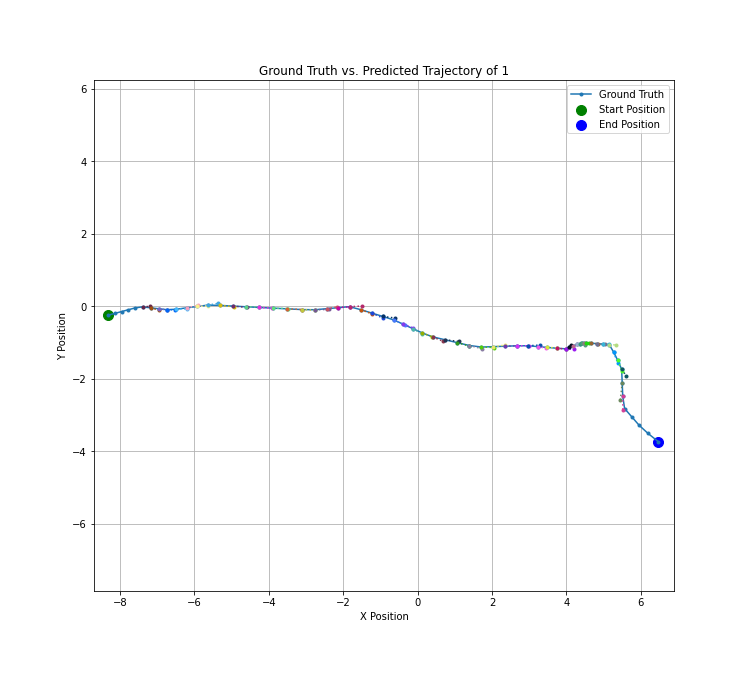 Ground Truth vs. Predicted Trajectory of 1
Ground Truth
Start Position
End Position
6
4
2
0
−2
−4
−6
Y Position
−8 −6 −4 −2 0 2 4 6
X Position